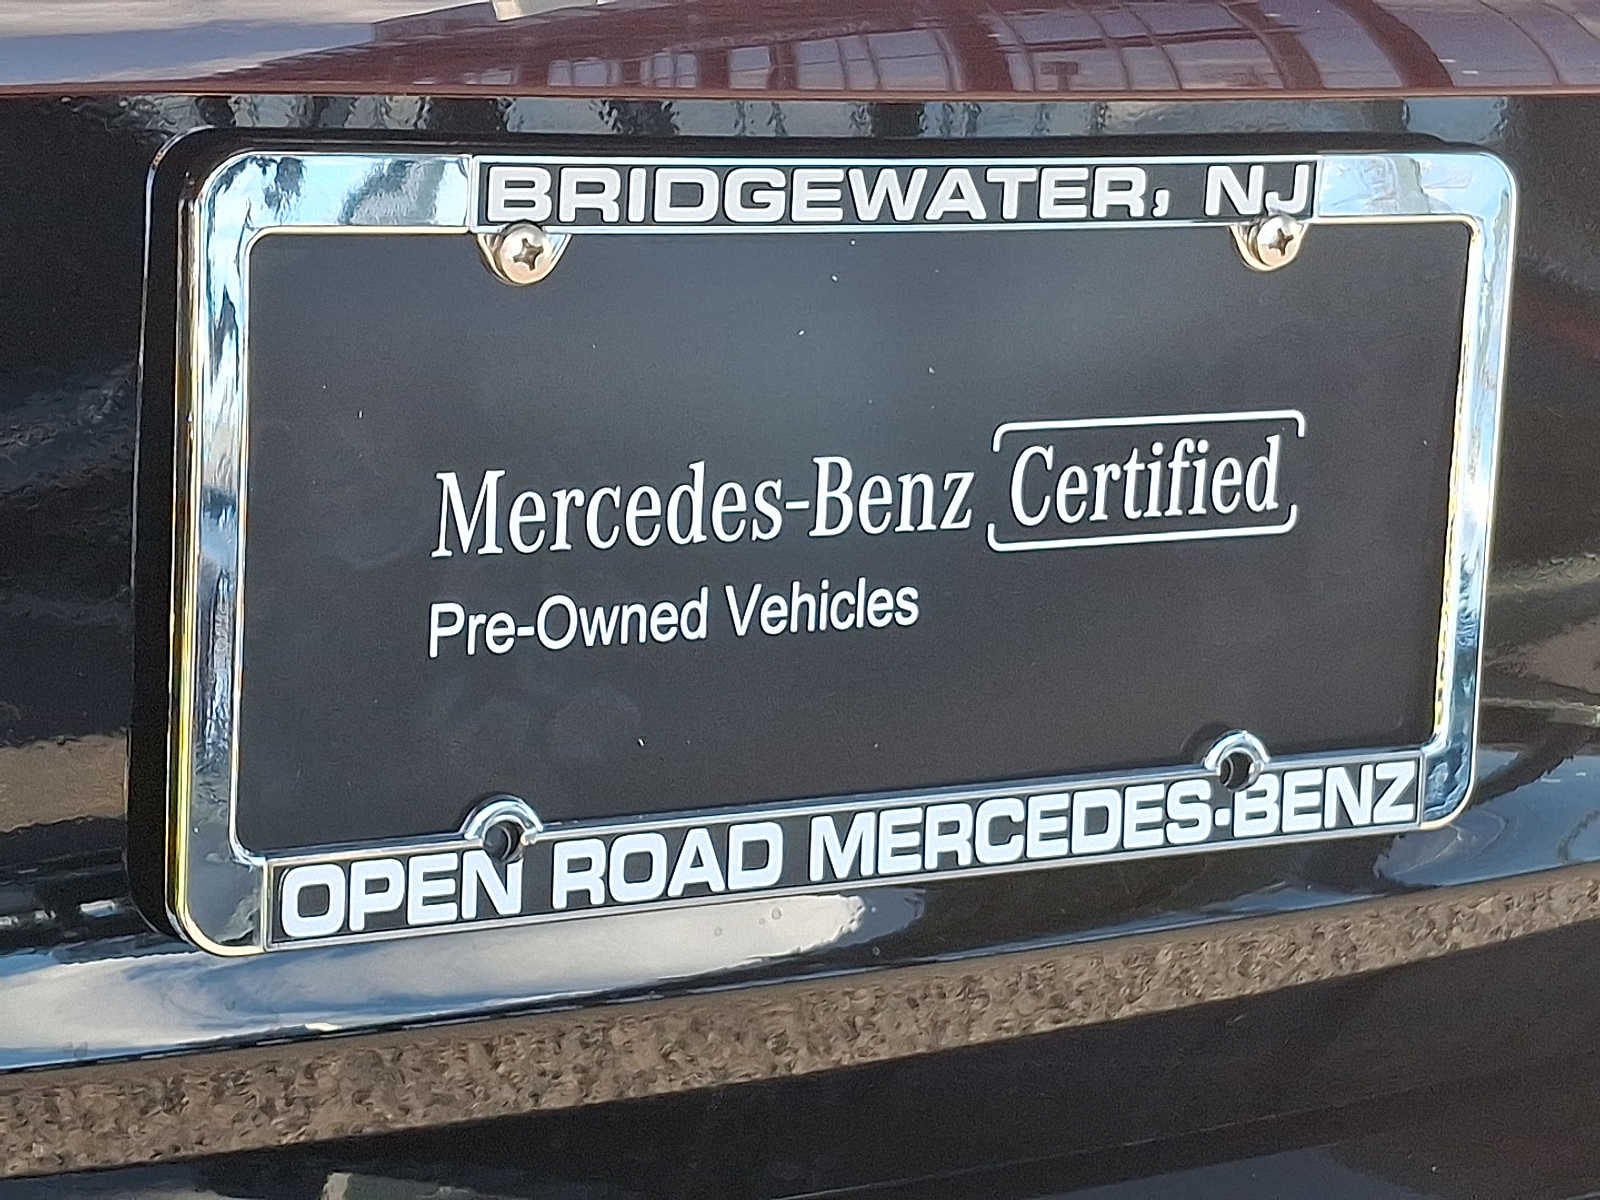 BRIDGEWATER, NJ
Mercedes-Benz Certified
Pre-Owned Vehicles
OPEN ROAD MERCEDES-BENZ